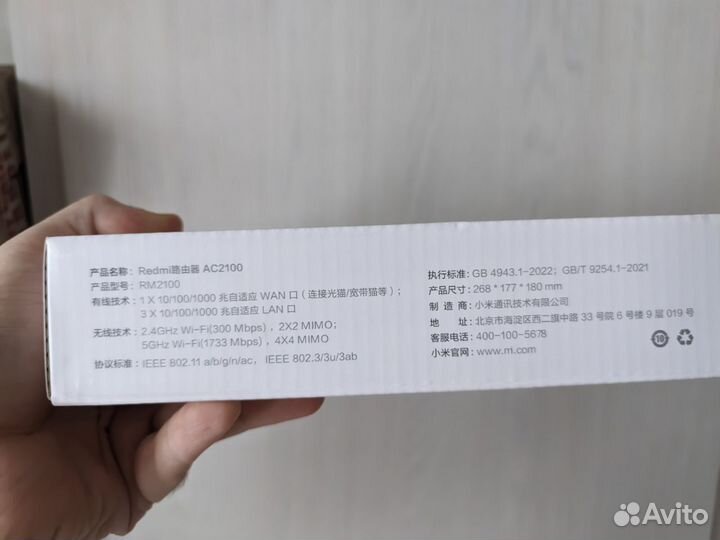 产品名称: Redmi路由器 AC2100
产品型号: RM2100
有线技术: 1 X 10/100/1000 兆自适应 WAN 口 (连接光猫/宽带猫等);
3 X 10/100/1000 兆自适应 LAN 口
无线技术: 2.4GHz Wi-Fi(300 Mbps), 2X2 MIMO;
5GHz Wi-Fi(1733 Mbps), 4X4 MIMO
协议标准: IEEE 802.11 a/b/g/n/ac, IEEE 802.3/3u/3ab
执行标准: GB 4943.1-2022; GB/T 9254.1-2021
产品尺寸: 268 * 177 * 180 mm
制 造 商: 小米通讯技术有限公司
地 址: 北京市海淀区西二旗中路 33 号院 6 号楼 9 层 019 号
客服电话: 400-100-5678
小米官网: www.m.com
10
Avito